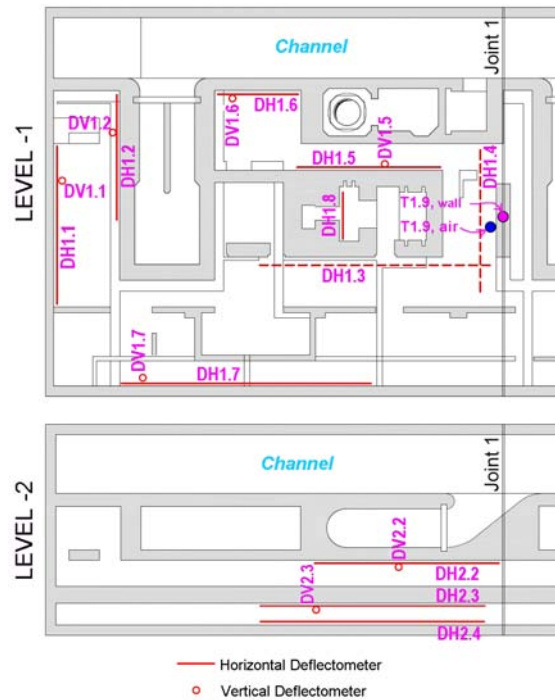 LEVEL -1
Channel
Joint 1
DV1.2
DH1.2
DV1.1
DH1.1
DV1.6
DH1.6
DV1.5
DH1.5
DH1.4
DH1.8
T1.9, wall
T1.9, air
DH1.3
DV1.7
DH1.7
LEVEL -2
Channel
Joint 1
DV2.2
DH2.2
DV2.3
DH2.3
DH2.4
Horizontal Deflectometer
Vertical Deflectometer